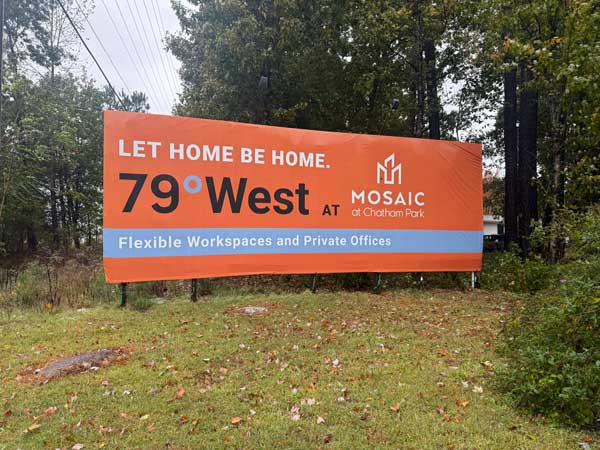 LET HOME BE HOME.
79°West AT
MOSAIC
at Chatham Park
Flexible Workspaces and Private Offices